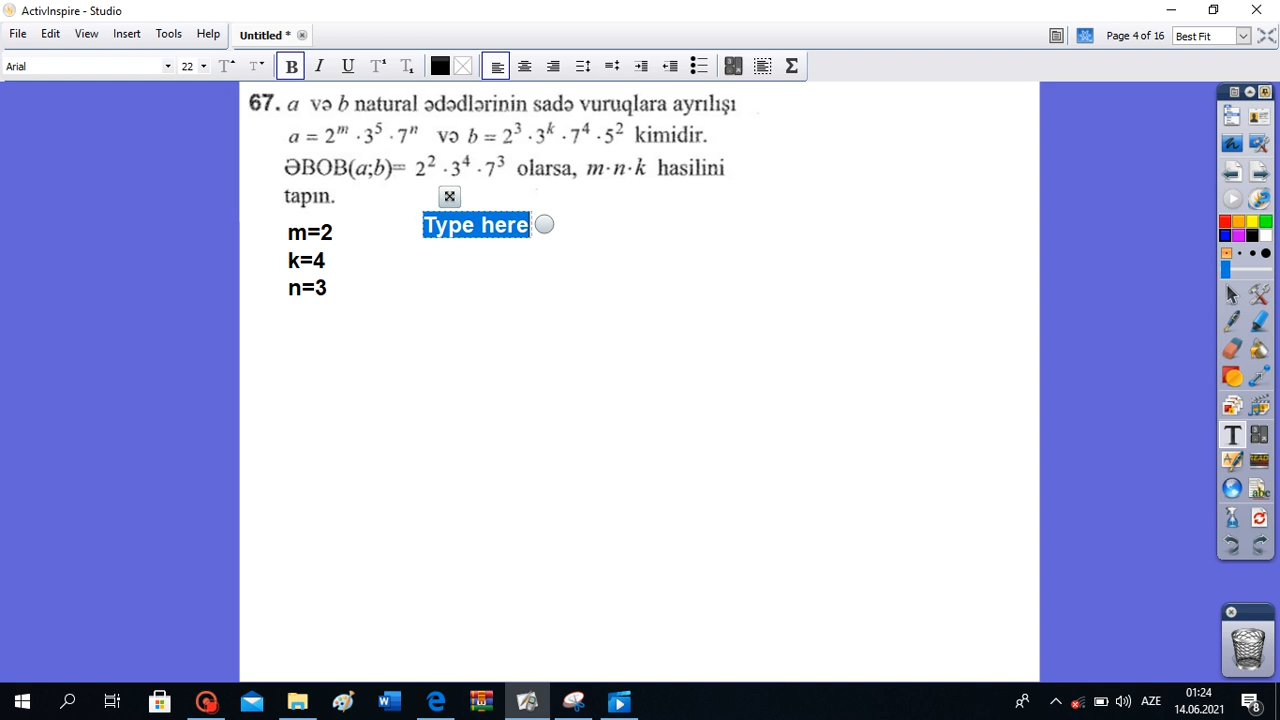 ActivInspire - Studio
File Edit View Insert Tools Help Untitled * Page 4 of 16 Best Fit
Arial 22
67. a və b natural ədədlərinin sadə vuruqlara ayrılışı
a = 2^m · 3^5 · 7^n və b = 2^3 · 3^k · 7^4 · 5^2 kimidir.
ƏBOB(a;b)= 2^2 · 3^4 · 7^3 olarsa, m·n·k hasilini
tapın.
Type here
m=2
k=4
n=3
AZE
01:24
14.06.2021
8